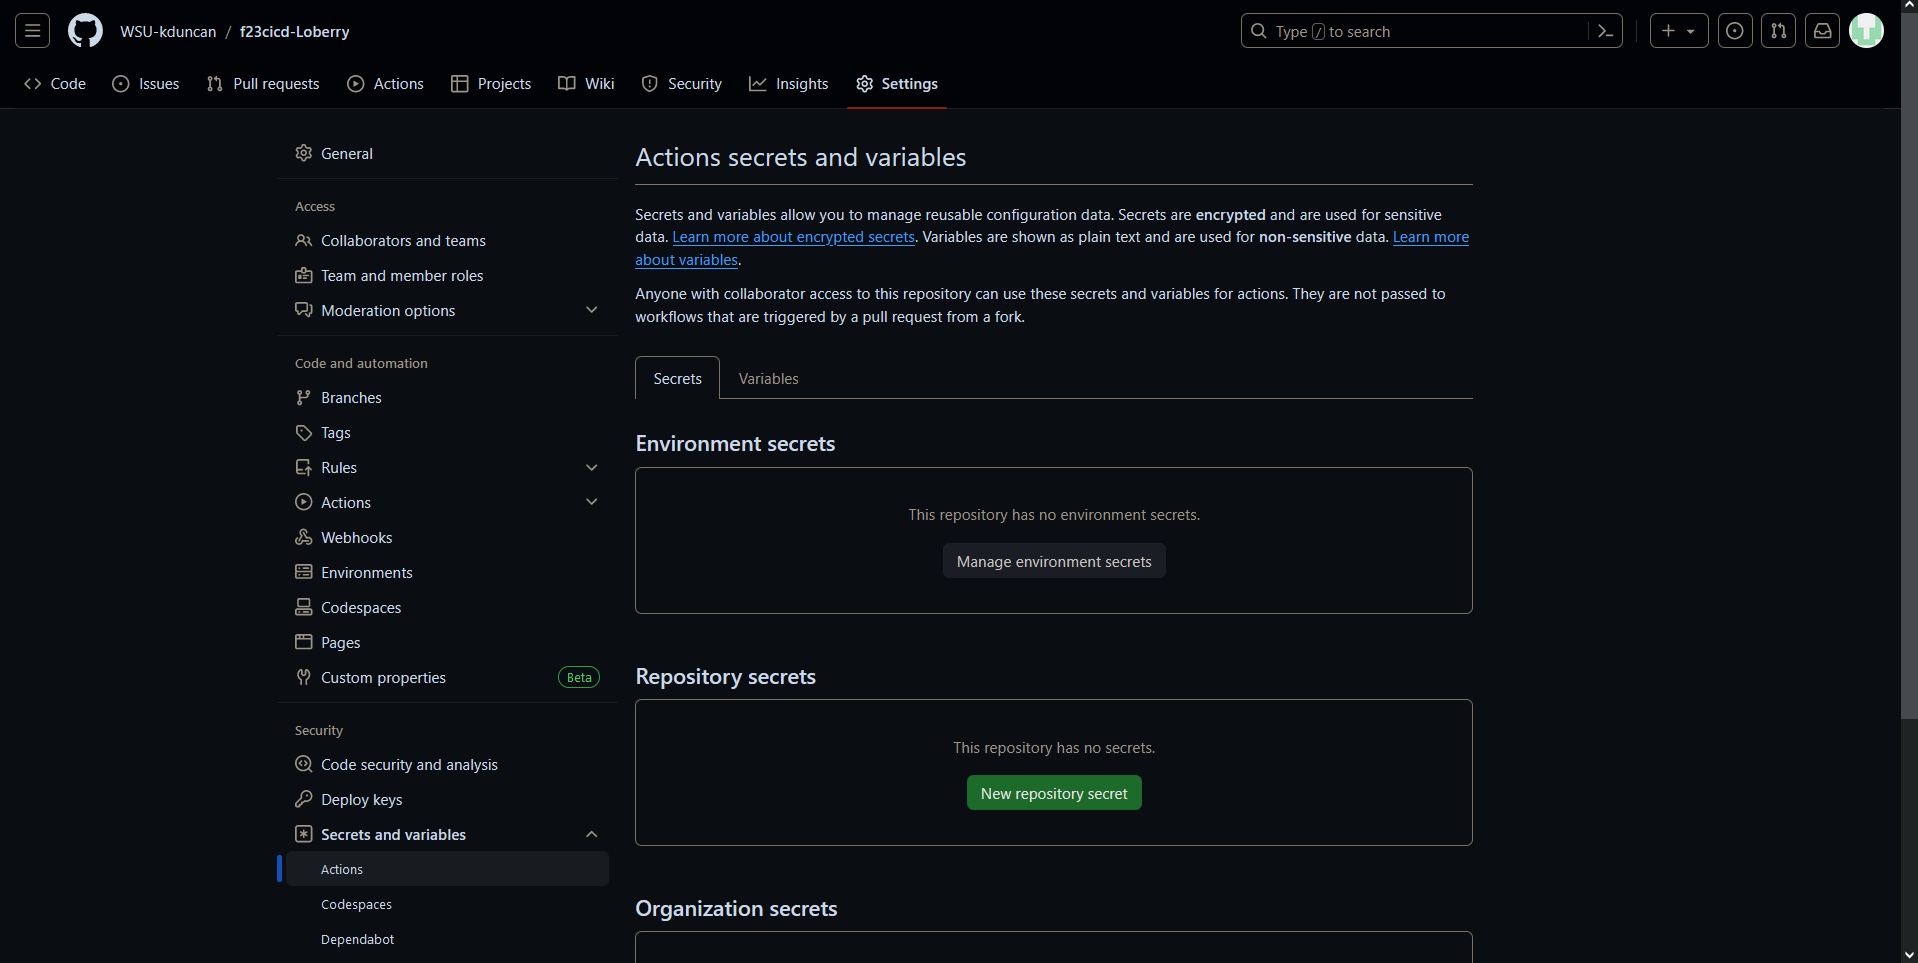 WSU-kduncan / f23cicd-Loberry
Type / to search
Code Issues Pull requests Actions Projects Wiki Security Insights Settings
General
Access
Collaborators and teams
Team and member roles
Moderation options
Code and automation
Branches
Tags
Rules
Actions
Webhooks
Environments
Codespaces
Pages
Custom properties Beta
Security
Code security and analysis
Deploy keys
Secrets and variables
Actions
Codespaces
Dependabot
Actions secrets and variables
Secrets and variables allow you to manage reusable configuration data. Secrets are encrypted and are used for sensitive
data. Learn more about encrypted secrets. Variables are shown as plain text and are used for non-sensitive data. Learn more
about variables.
Anyone with collaborator access to this repository can use these secrets and variables for actions. They are not passed to
workflows that are triggered by a pull request from a fork.
Secrets Variables
Environment secrets
This repository has no environment secrets.
Manage environment secrets
Repository secrets
This repository has no secrets.
New repository secret
Organization secrets